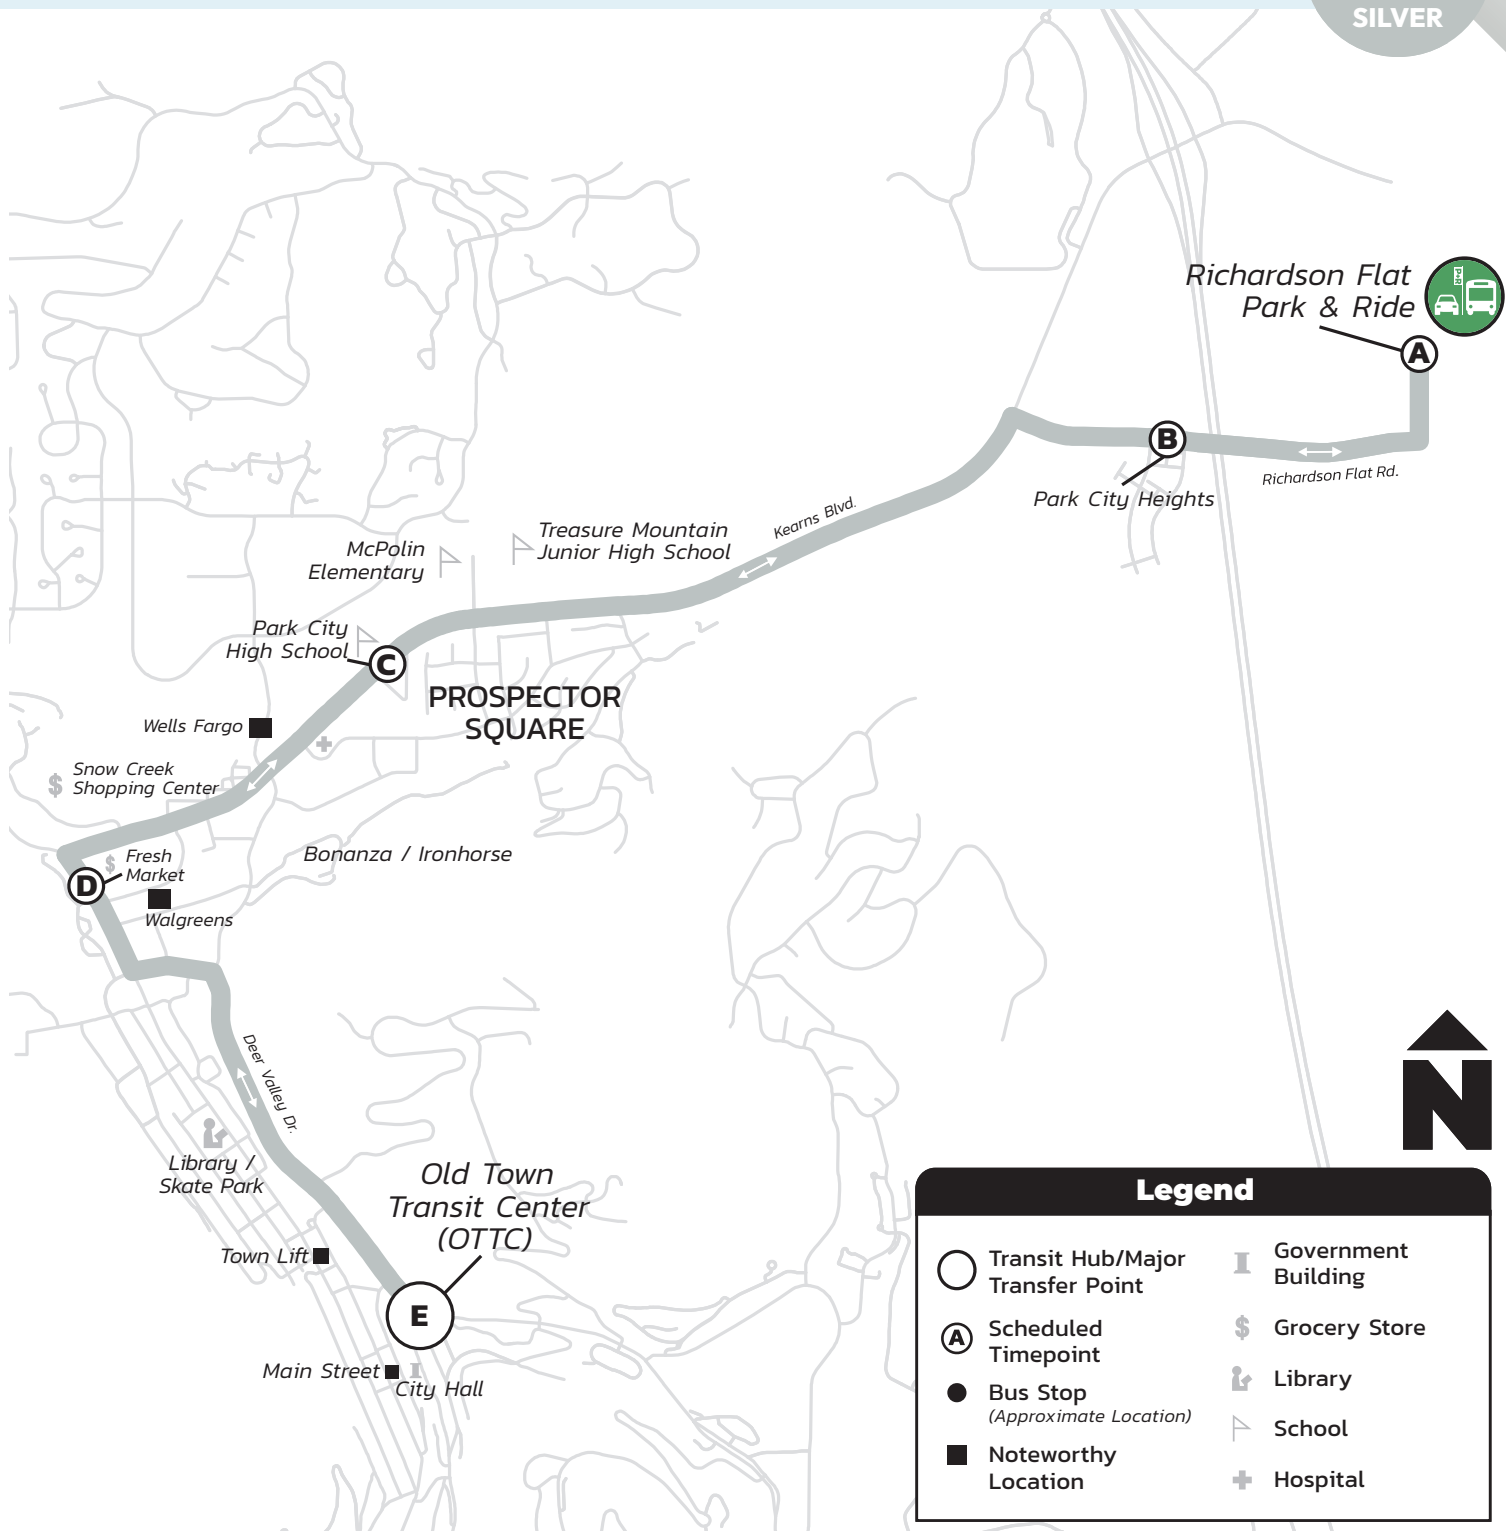 SILVER
Richardson Flat
Park & Ride
P&R
A
B
Richardson Flat Rd.
Park City Heights
Kearns Blvd.
Treasure Mountain
Junior High School
McPolin
Elementary
Park City
High School
C
PROSPECTOR
SQUARE
Wells Fargo
Snow Creek
Shopping Center
$
Bonanza / Ironhorse
$
Fresh
Market
D
Walgreens
Deer Valley Dr.
Library /
Skate Park
Old Town
Transit Center
(OTTC)
Town Lift
E
Main Street
City Hall
N
Legend
Transit Hub/Major
Transfer Point
A
Scheduled
Timepoint
Bus Stop
(Approximate Location)
Noteworthy
Location
Government
Building
$
Grocery Store
Library
School
Hospital